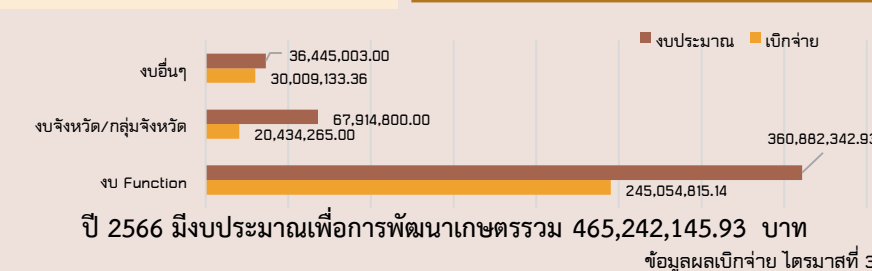 งบประมาณ เบิกจ่าย
งบอื่นๆ 36,445,003.00
30,009,133.36
งบจังหวัด/กลุ่มจังหวัด 67,914,800.00
20,434,265.00
360,882,342.93
งบ Function
245,054,815.14
ปี 2566 มีงบประมาณเพื่อการพัฒนาเกษตรรวม 465,242,145.93 บาท
ข้อมูลผลเบิกจ่าย ไตรมาสที่ 3